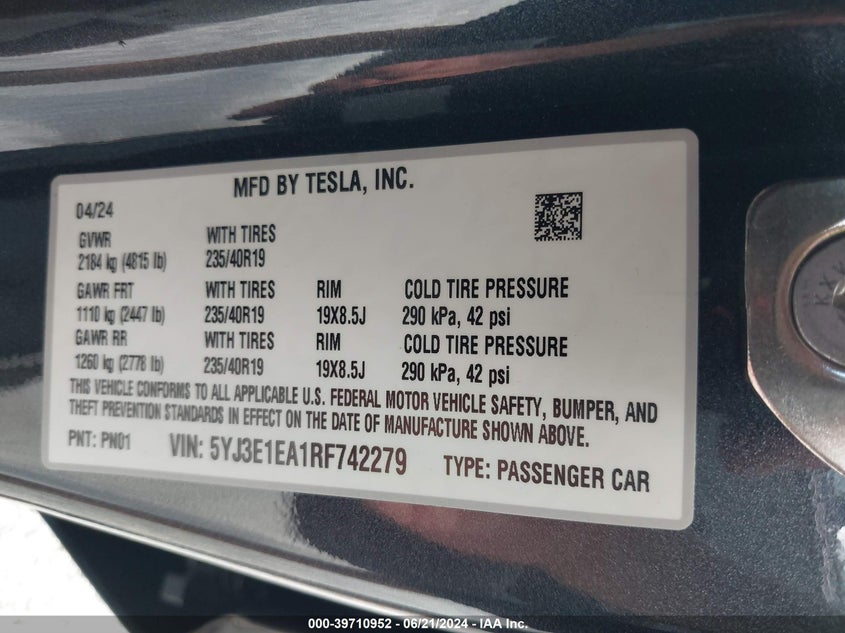 MFD BY TESLA, INC.
04/24
GVWR WITH TIRES
2184 kg (4815 lb) 235/40R19
GAWR FRT WITH TIRES RIM COLD TIRE PRESSURE
1110 kg (2447 lb) 235/40R19 19X8.5J 290 kPa, 42 psi
GAWR RR WITH TIRES RIM COLD TIRE PRESSURE
1260 kg (2778 lb) 235/40R19 19X8.5J 290 kPa, 42 psi
THIS VEHICLE CONFORMS TO ALL APPLICABLE U.S. FEDERAL MOTOR VEHICLE SAFETY, BUMPER, AND
THEFT PREVENTION STANDARDS IN EFFECT ON THE DATE OF MANUFACTURE SHOWN ABOVE.
PNT: PN01 VIN: 5YJ3E1EA1RF742279 TYPE: PASSENGER CAR
000-39710952 - 06/21/2024 - IAA Inc.